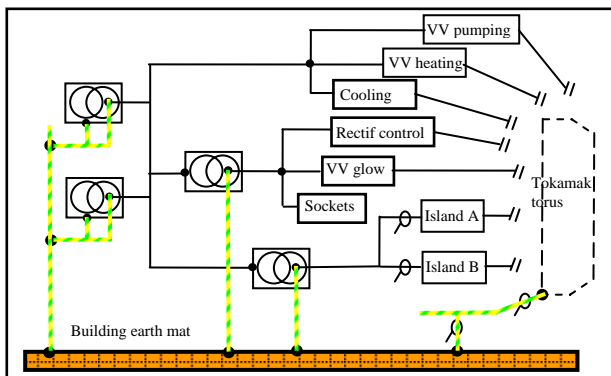 VV pumping
VV heating
Cooling
Rectif control
VV glow
Sockets
Tokamak
torus
Island A
Island B
Building earth mat